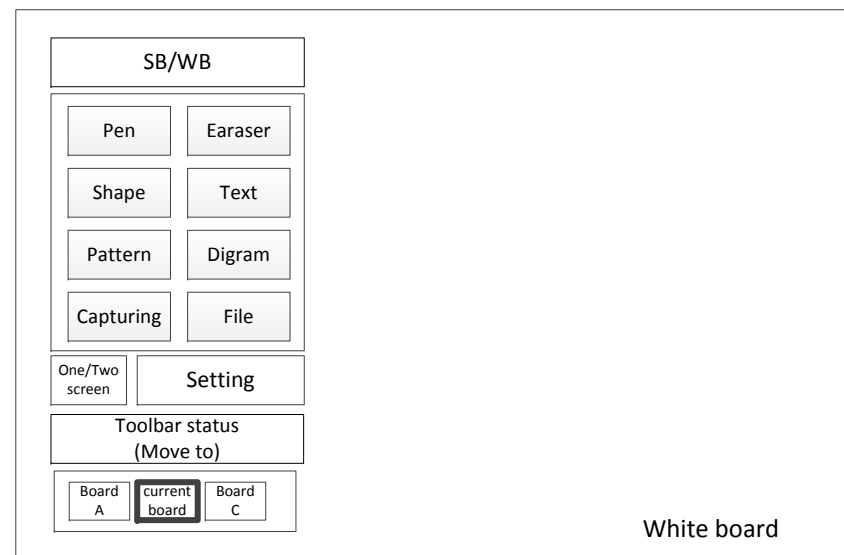 SB/WB
Pen
Earaser
Shape
Text
Pattern
Digram
Capturing
File
One/Two
screen
Setting
Toolbar status
(Move to)
Board
A
current
board
Board
C
White board